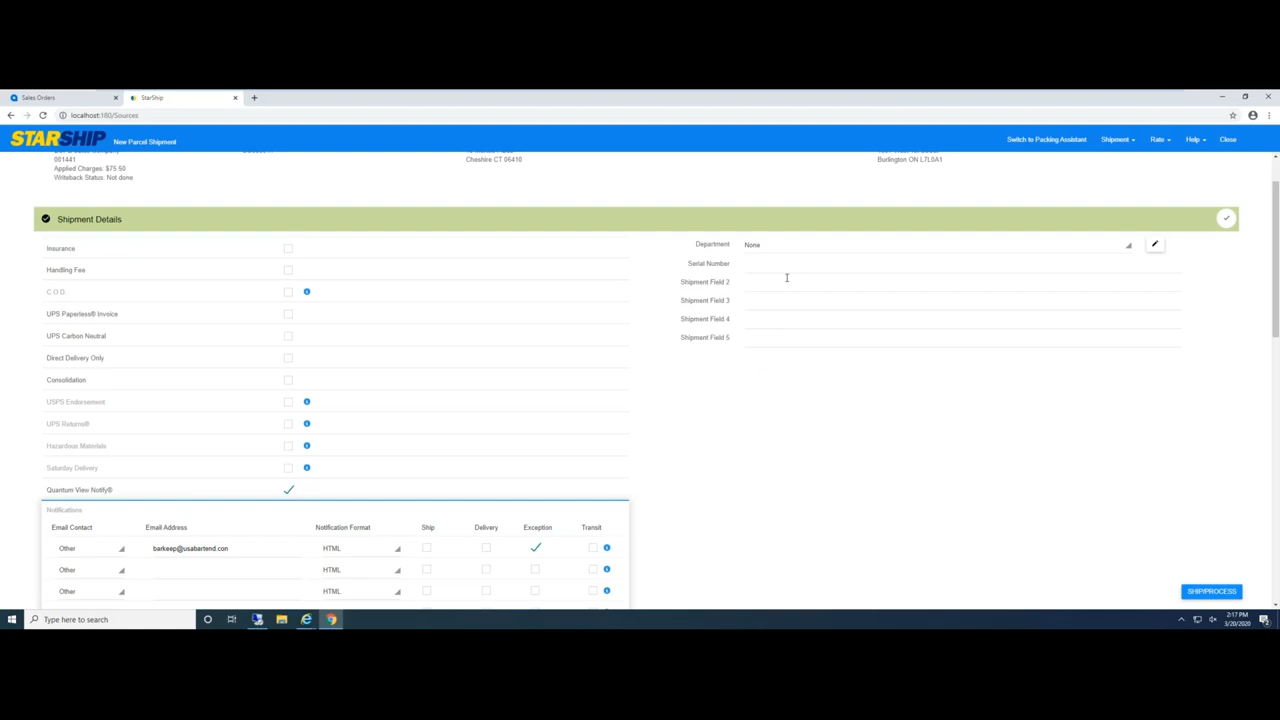 Sales Orders
StarShip
localhost:180/Sources
STARSHIP New Parcel Shipment Switch to Packing Assistant Shipment Rate Help Close
001441
Cheshire CT 06410
Burlington ON L7L0A1
Applied Charges: $75.50
Writeback Status: Not done
Shipment Details
Insurance
Handling Fee
C.O.D.
UPS Paperless® Invoice
UPS Carbon Neutral
Direct Delivery Only
Consolidation
USPS Endorsement
UPS Returns®
Hazardous Materials
Saturday Delivery
Quantum View Notify®
Department None
Serial Number
Shipment Field 2
Shipment Field 3
Shipment Field 4
Shipment Field 5
Notifications
Email Contact Email Address Notification Format Ship Delivery Exception Transit
Other barkeep@usabartend.con HTML
Other HTML
Other HTML
SHIP/PROCESS
Type here to search
2:17 PM
3/20/2020